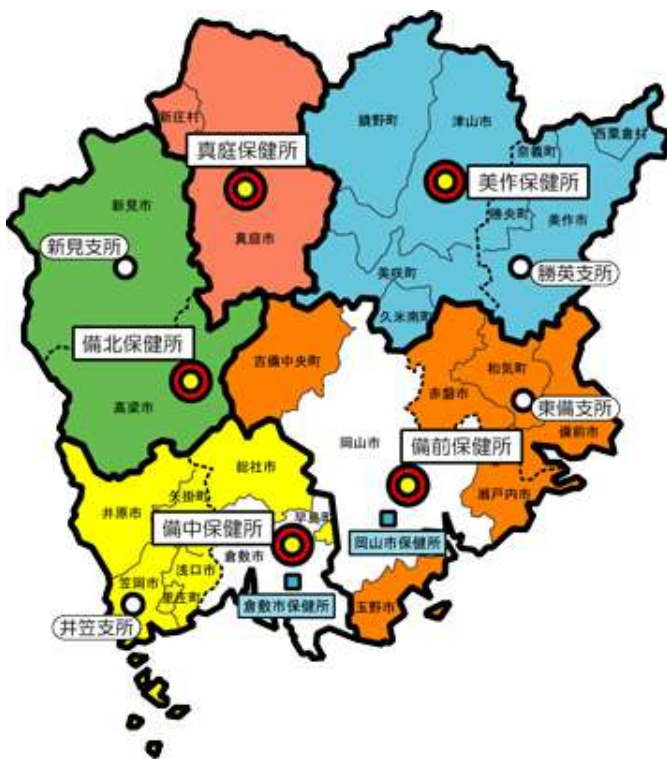 新庄村
真庭保健所
真庭市
鏡野町
津山市
奈義町
西粟倉村
美作保健所
勝央町
美作市
美咲町
久米南町
勝英支所
新見市
新見支所
備北保健所
高梁市
吉備中央町
和気町
赤磐市
東備支所
備前市
岡山市
備前保健所
瀬戸内市
岡山市保健所
玉野市
総社市
矢掛町
井原市
早島町
備中保健所
倉敷市
浅口市
笠岡市
里庄町
倉敷市保健所
井笠支所